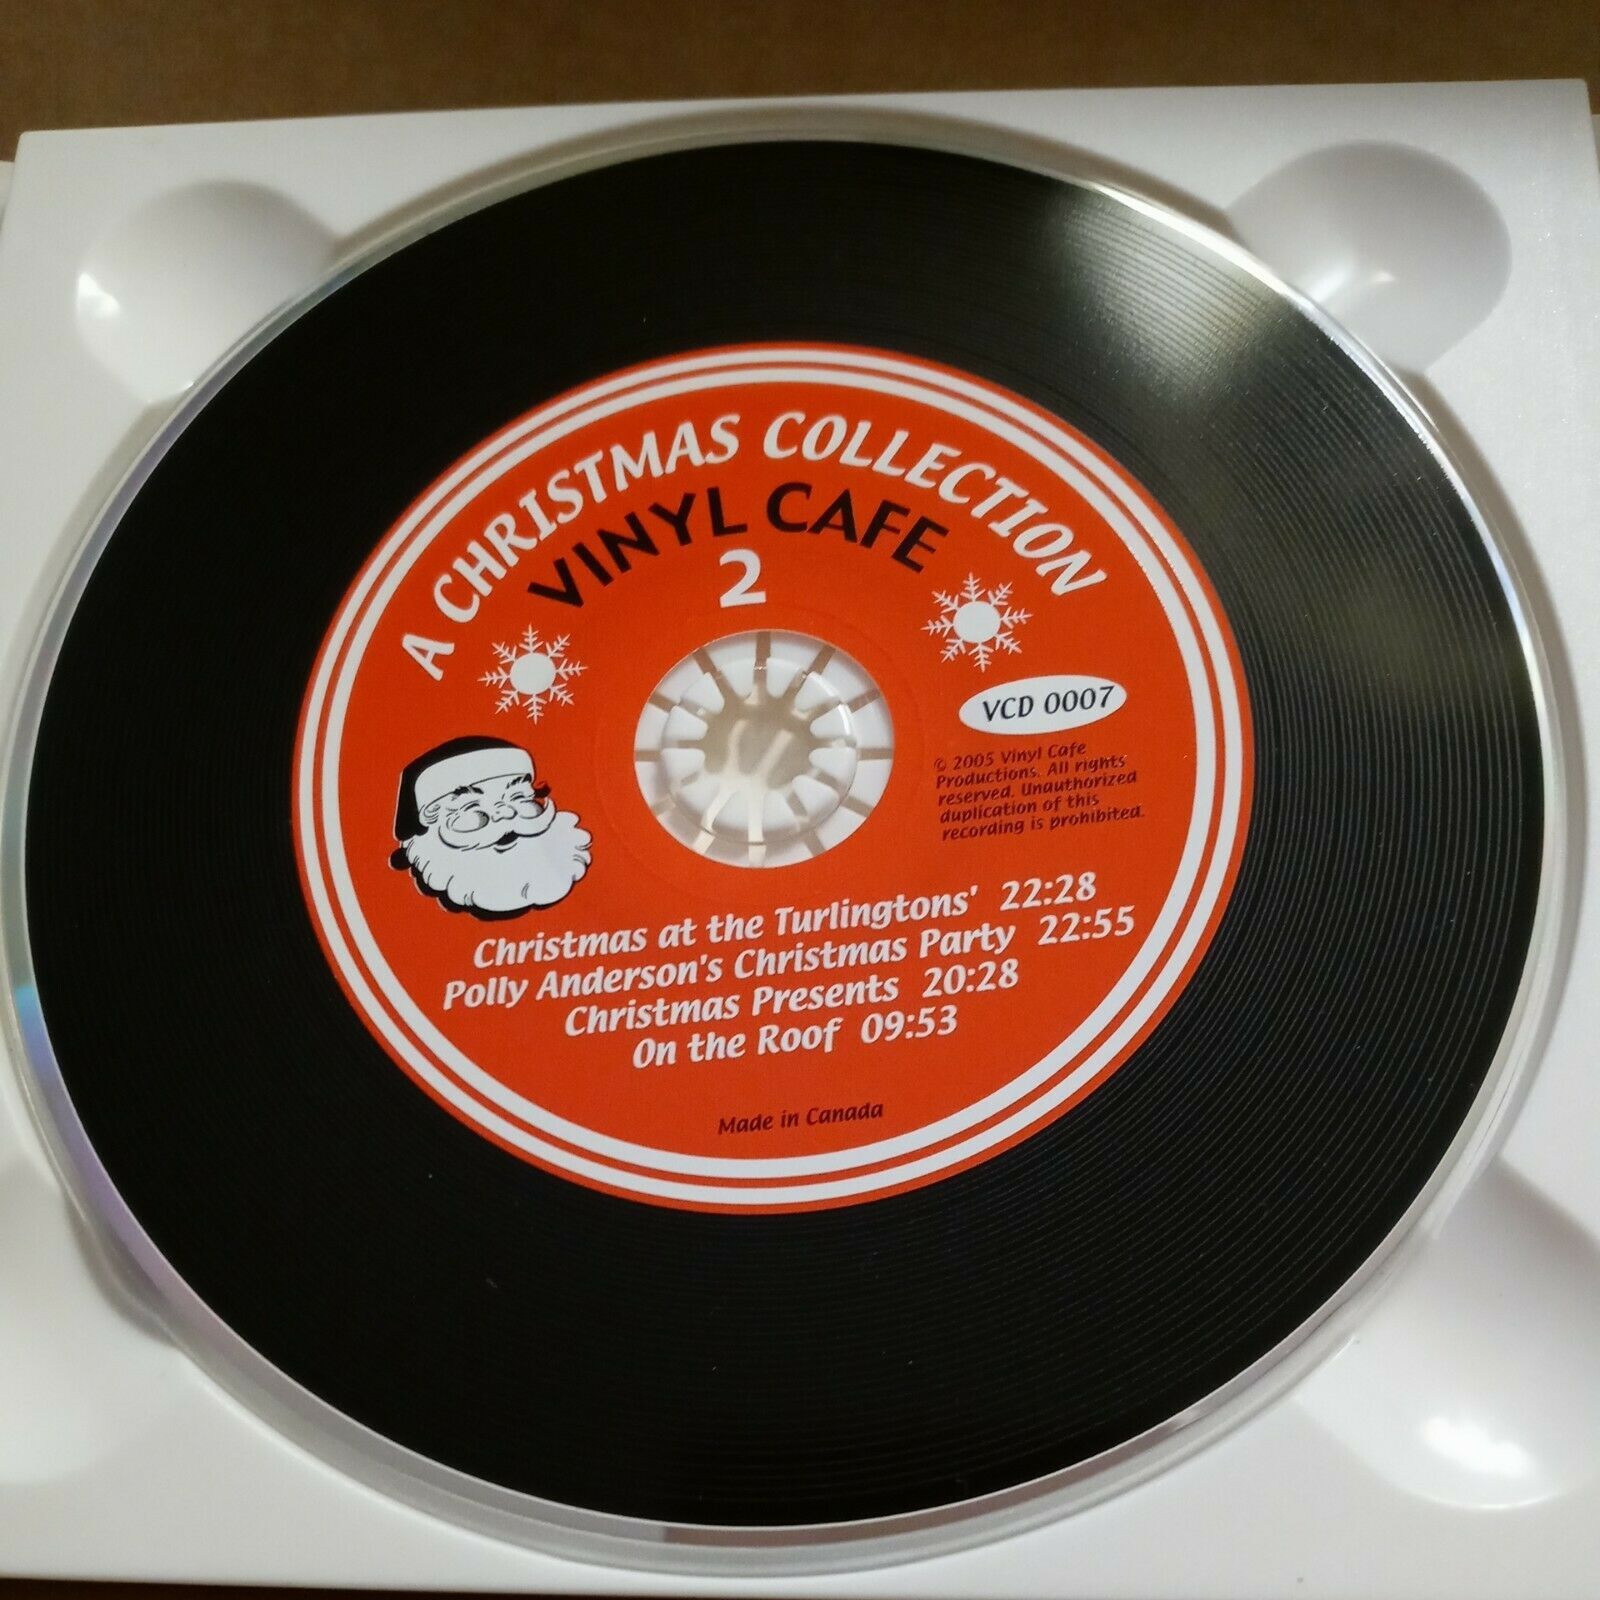 A CHRISTMAS COLLECTION
VINYL CAFE
2
VCD 0007
© 2005 Vinyl Cafe
Productions. All rights
reserved. Unauthorized
duplication of this
recording is prohibited.
Christmas at the Turlingtons' 22:28
Polly Anderson's Christmas Party 22:55
Christmas Presents 20:28
On the Roof 09:53
Made in Canada